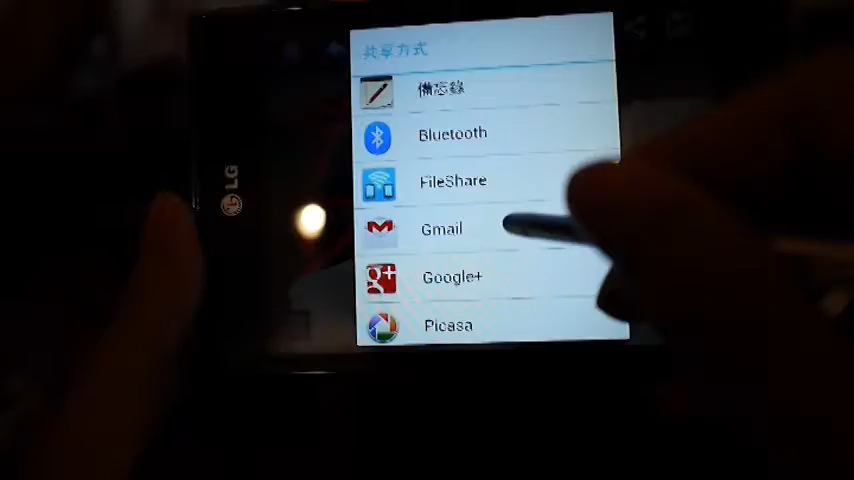 共享方式
備忘錄
Bluetooth
FileShare
Gmail
Google+
Picasa
LG